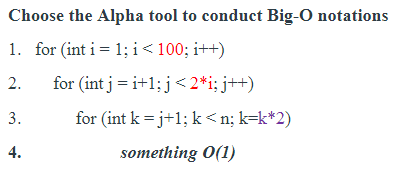 Choose the Alpha tool to conduct Big-O notations
1. for (int i = 1; i < 100; i++)
2. for (int j = i+1; j < 2*i; j++)
3. for (int k = j+1; k < n; k=k*2)
4. something O(1)